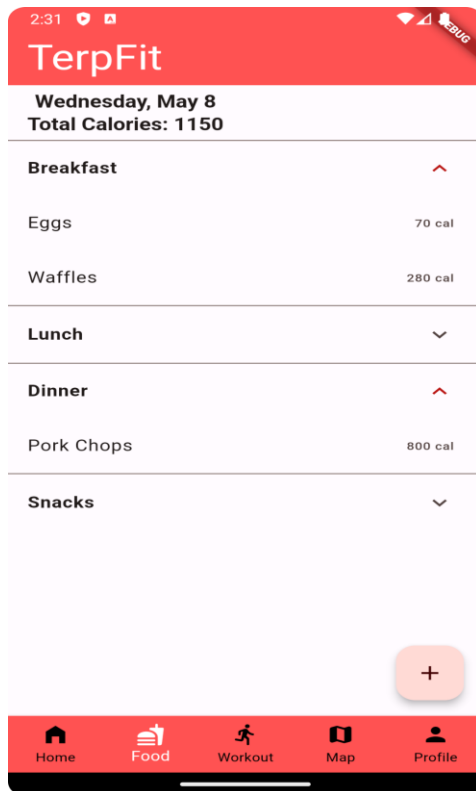 2:31
DEBUG
TerpFit
Wednesday, May 8
Total Calories: 1150
Breakfast
Eggs 70 cal
Waffles 280 cal
Lunch
Dinner
Pork Chops 800 cal
Snacks
+
Home Food Workout Map Profile